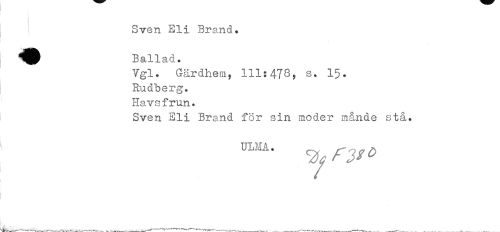 Sven Eli Brand.
Ballad.
Vgl. Gärdhem, 111:478, s. 15.
Rudberg.
Havsfrun.
Sven Eli Brand för sin moder månde stå.
ULMA.
Dg F 380